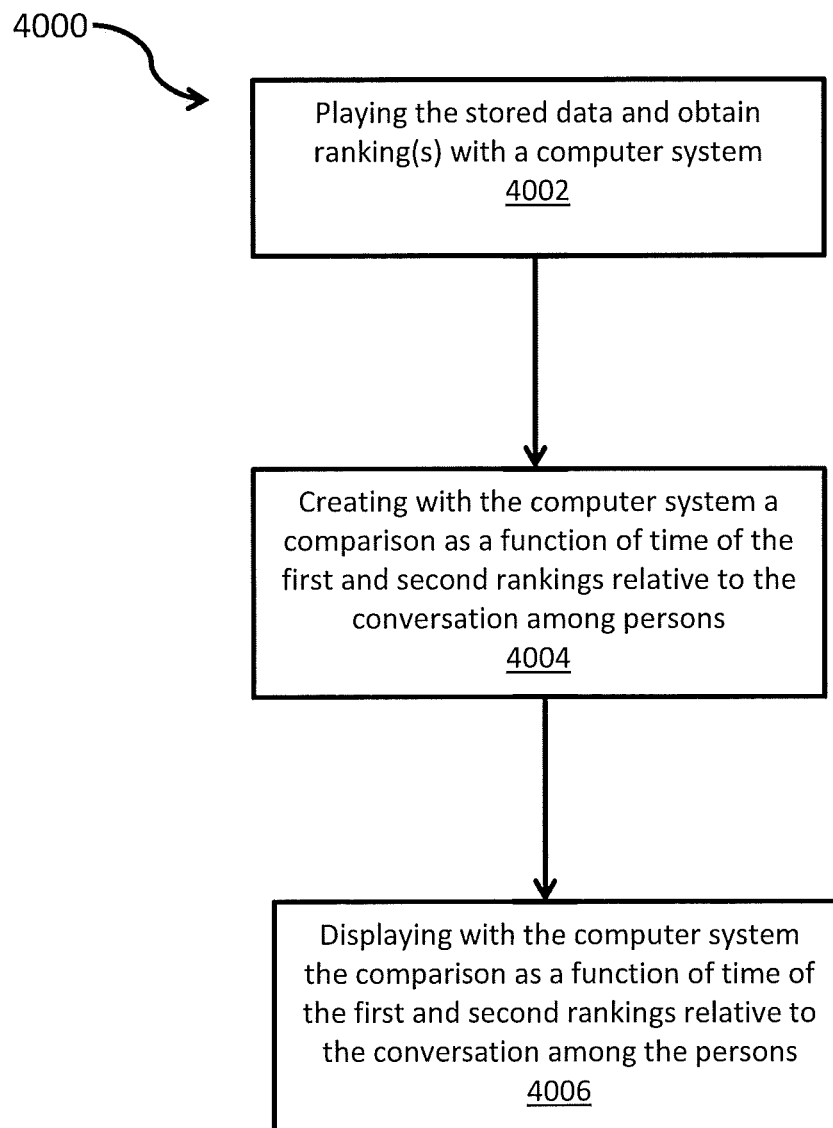 4000
Playing the stored data and obtain
ranking(s) with a computer system
4002
Creating with the computer system a
comparison as a function of time of the
first and second rankings relative to the
conversation among persons
4004
Displaying with the computer system
the comparison as a function of time of
the first and second rankings relative to
the conversation among the persons
4006